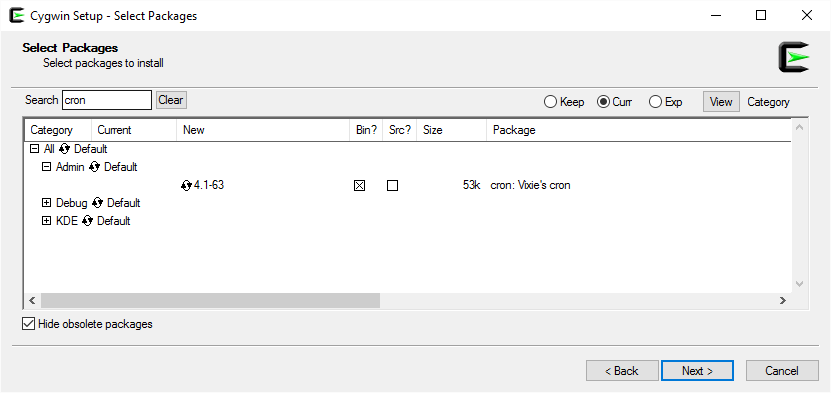 Cygwin Setup - Select Packages
Select Packages
Select packages to install
Search cron Clear Keep Curr Exp View Category
Category Current New Bin? Src? Size Package
All Default
Admin Default
4.1-63 53k cron: Vixie's cron
Debug Default
KDE Default
Hide obsolete packages
< Back Next > Cancel